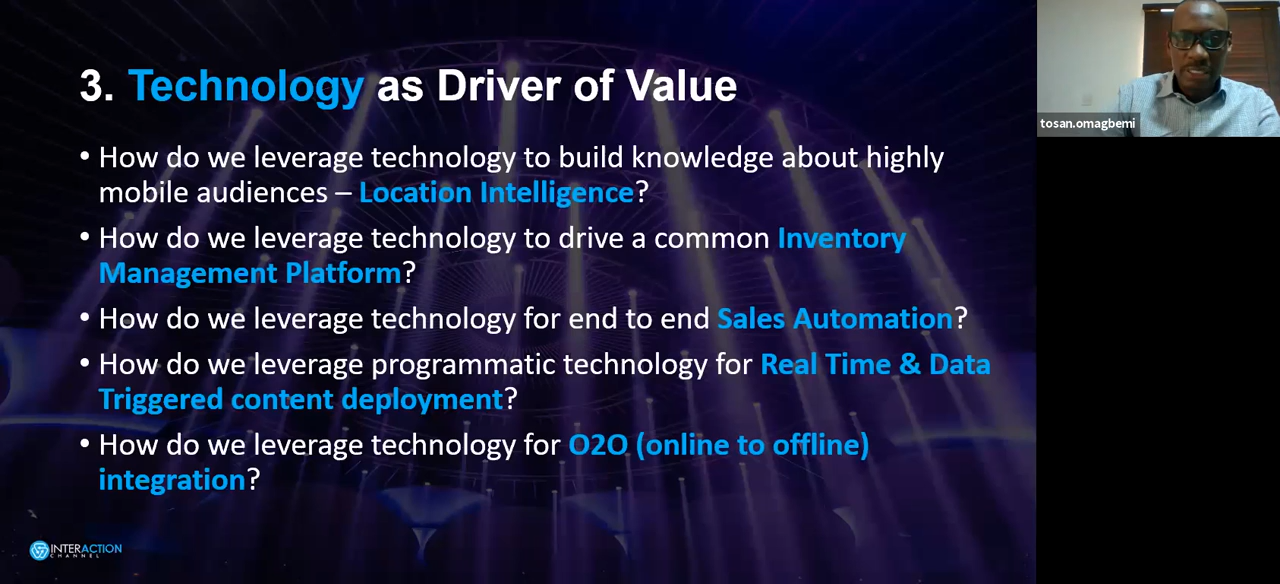 3. Technology as Driver of Value
• How do we leverage technology to build knowledge about highly
mobile audiences – Location Intelligence?
• How do we leverage technology to drive a common Inventory
Management Platform?
• How do we leverage technology for end to end Sales Automation?
• How do we leverage programmatic technology for Real Time & Data
Triggered content deployment?
• How do we leverage technology for O2O (online to offline)
integration?
tosan.omagbemi
INTERACTION
CHANNEL